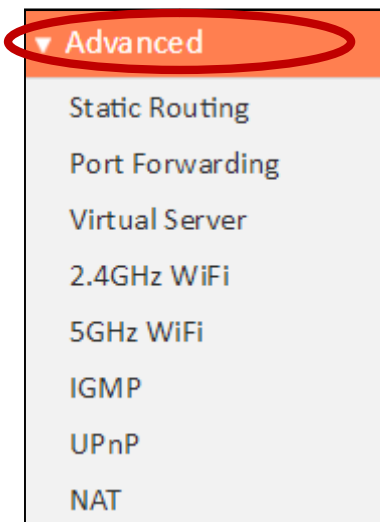 Advanced
Static Routing
Port Forwarding
Virtual Server
2.4GHz WiFi
5GHz WiFi
IGMP
UPnP
NAT